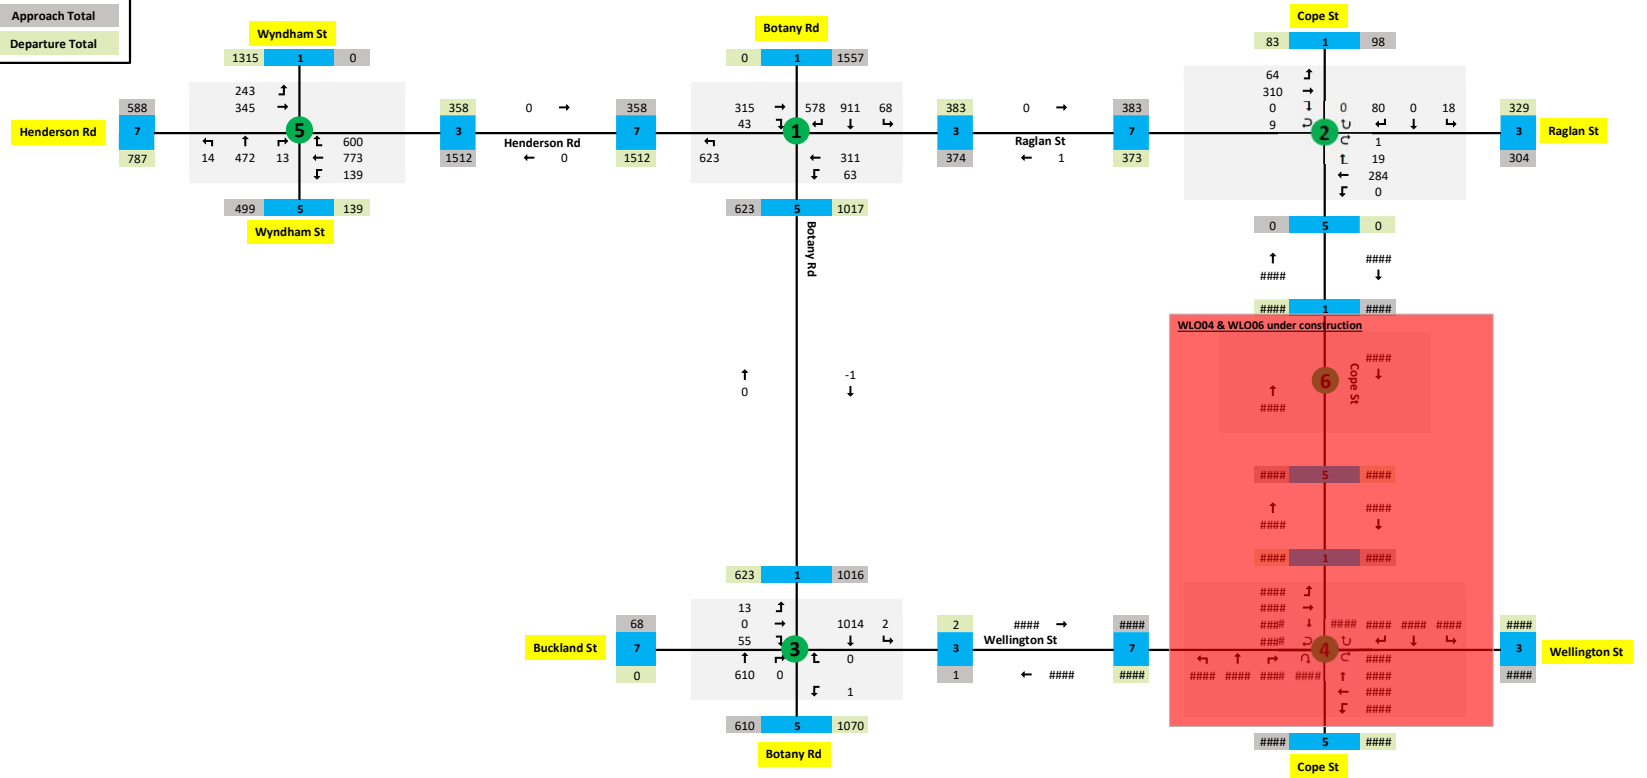 Approach Total
Departure Total
Wyndham St
1315 1 0
243
345
588
358
0
358
Henderson Rd
7
5
3
Henderson Rd
7
787
14 472 13
600
773
139
1512
0
1512
499 5 139
Wyndham St
Botany Rd
0 1 1557
315
43
578 911 68
383
0
383
1
3
Raglan St
7
623
311
63
374
1
373
623 5 1017
Botany Rd
Cope St
83 1 98
64
310
0
9
0 80 0 18
329
2
3
Raglan St
1
19
284
0
304
0 5 0
####
####
#### 1 ####
WLO04 & WLO06 under construction
####
6
Cope St
####
#### 5 ####
####
####
#### 1 ####
0
-1
623 1 1016
13
0
55
1014 2
68
2
####
####
Buckland St
7
3
3
Wellington St
7
0
610 0
0
1
1
####
####
610 5 1070
Botany Rd
####
####
####
####
#### #### #### ####
####
4
3
Wellington St
#### #### #### ####
####
####
####
####
####
#### 5 ####
Cope St